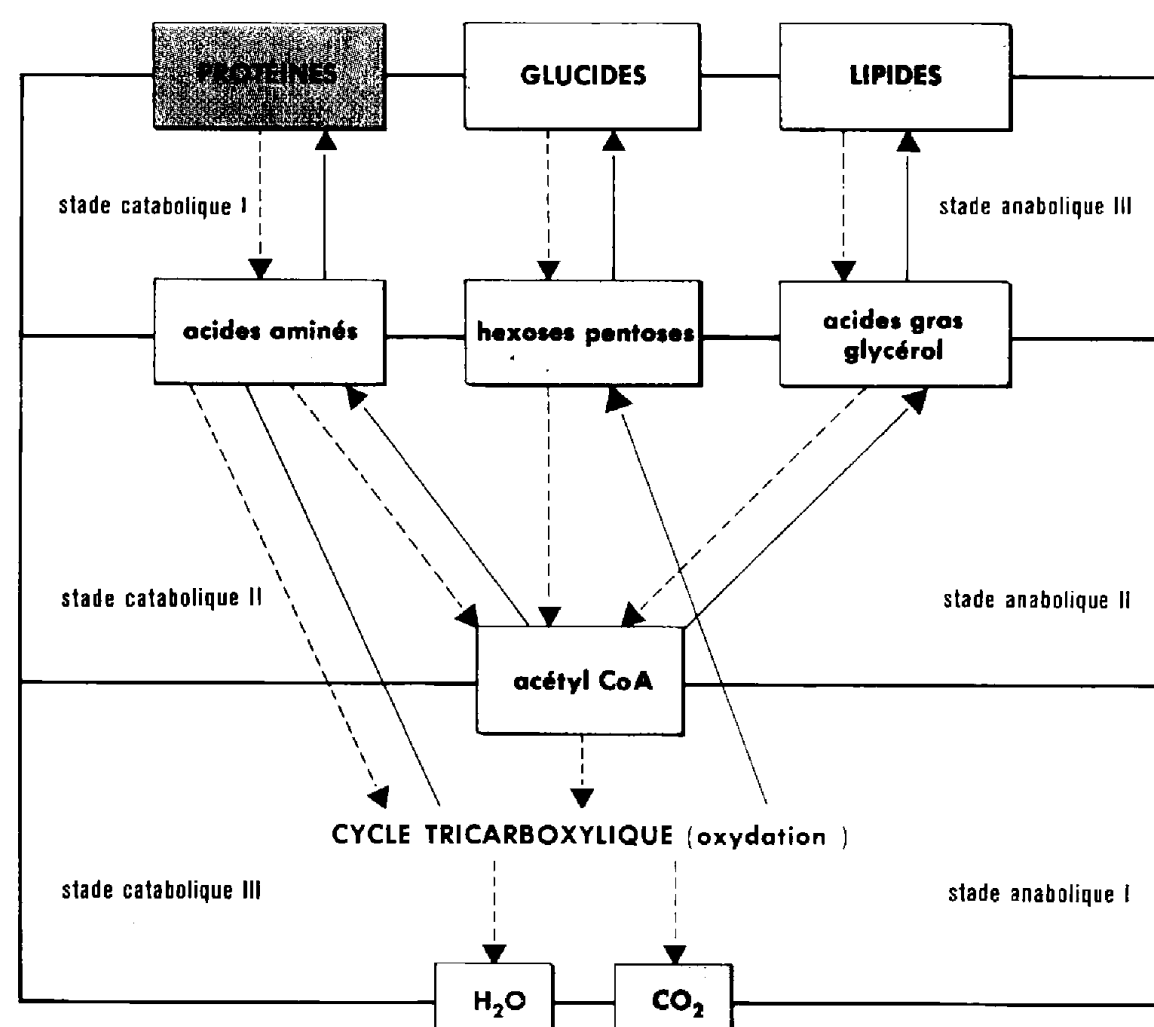 PROTEINES
GLUCIDES
LIPIDES
stade catabolique I
stade anabolique III
acides aminés
hexoses pentoses
acides gras
glycérol
stade catabolique II
stade anabolique II
acétyl CoA
CYCLE TRICARBOXYLIQUE (oxydation )
stade catabolique III
stade anabolique I
H₂O
CO₂